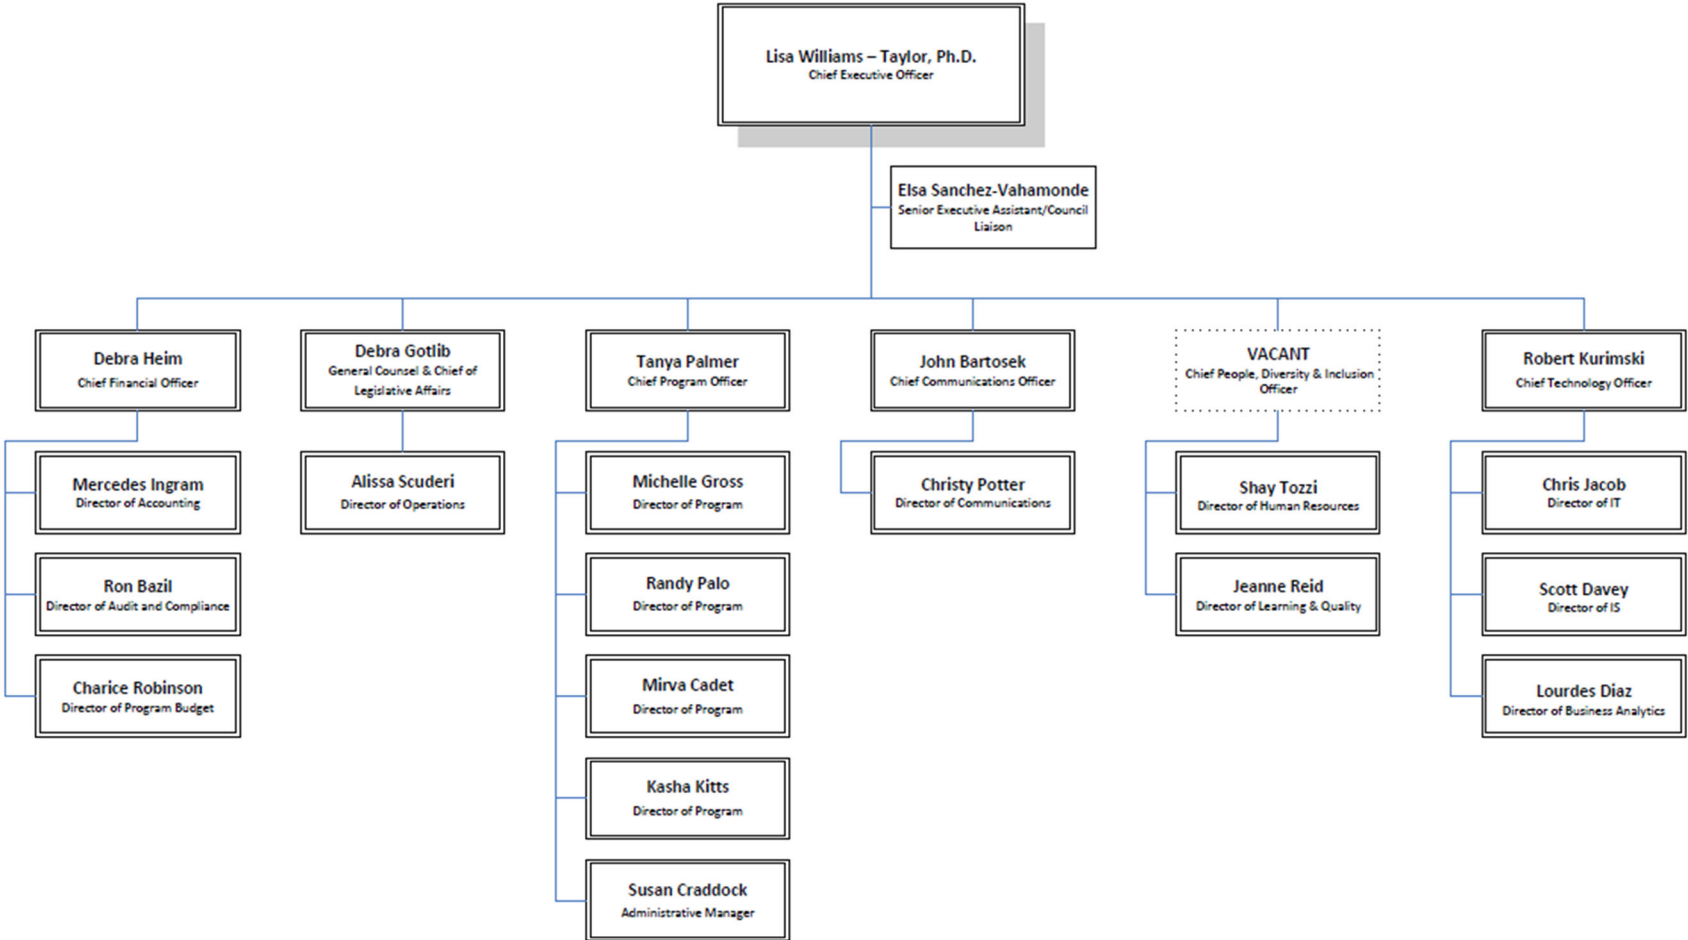 Lisa Williams – Taylor, Ph.D.
Chief Executive Officer
Elsa Sanchez-Vahamonde
Senior Executive Assistant/Council
Liaison
Debra Heim
Chief Financial Officer
Debra Gotlib
General Counsel & Chief of
Legislative Affairs
Tanya Palmer
Chief Program Officer
John Bartosek
Chief Communications Officer
VACANT
Chief People, Diversity & Inclusion
Officer
Robert Kurimski
Chief Technology Officer
Mercedes Ingram
Director of Accounting
Ron Bazil
Director of Audit and Compliance
Charice Robinson
Director of Program Budget
Alissa Scuderi
Director of Operations
Michelle Gross
Director of Program
Randy Palo
Director of Program
Mirva Cadet
Director of Program
Kasha Kitts
Director of Program
Susan Craddock
Administrative Manager
Christy Potter
Director of Communications
Shay Tozzi
Director of Human Resources
Jeanne Reid
Director of Learning & Quality
Chris Jacob
Director of IT
Scott Davey
Director of IS
Lourdes Diaz
Director of Business Analytics